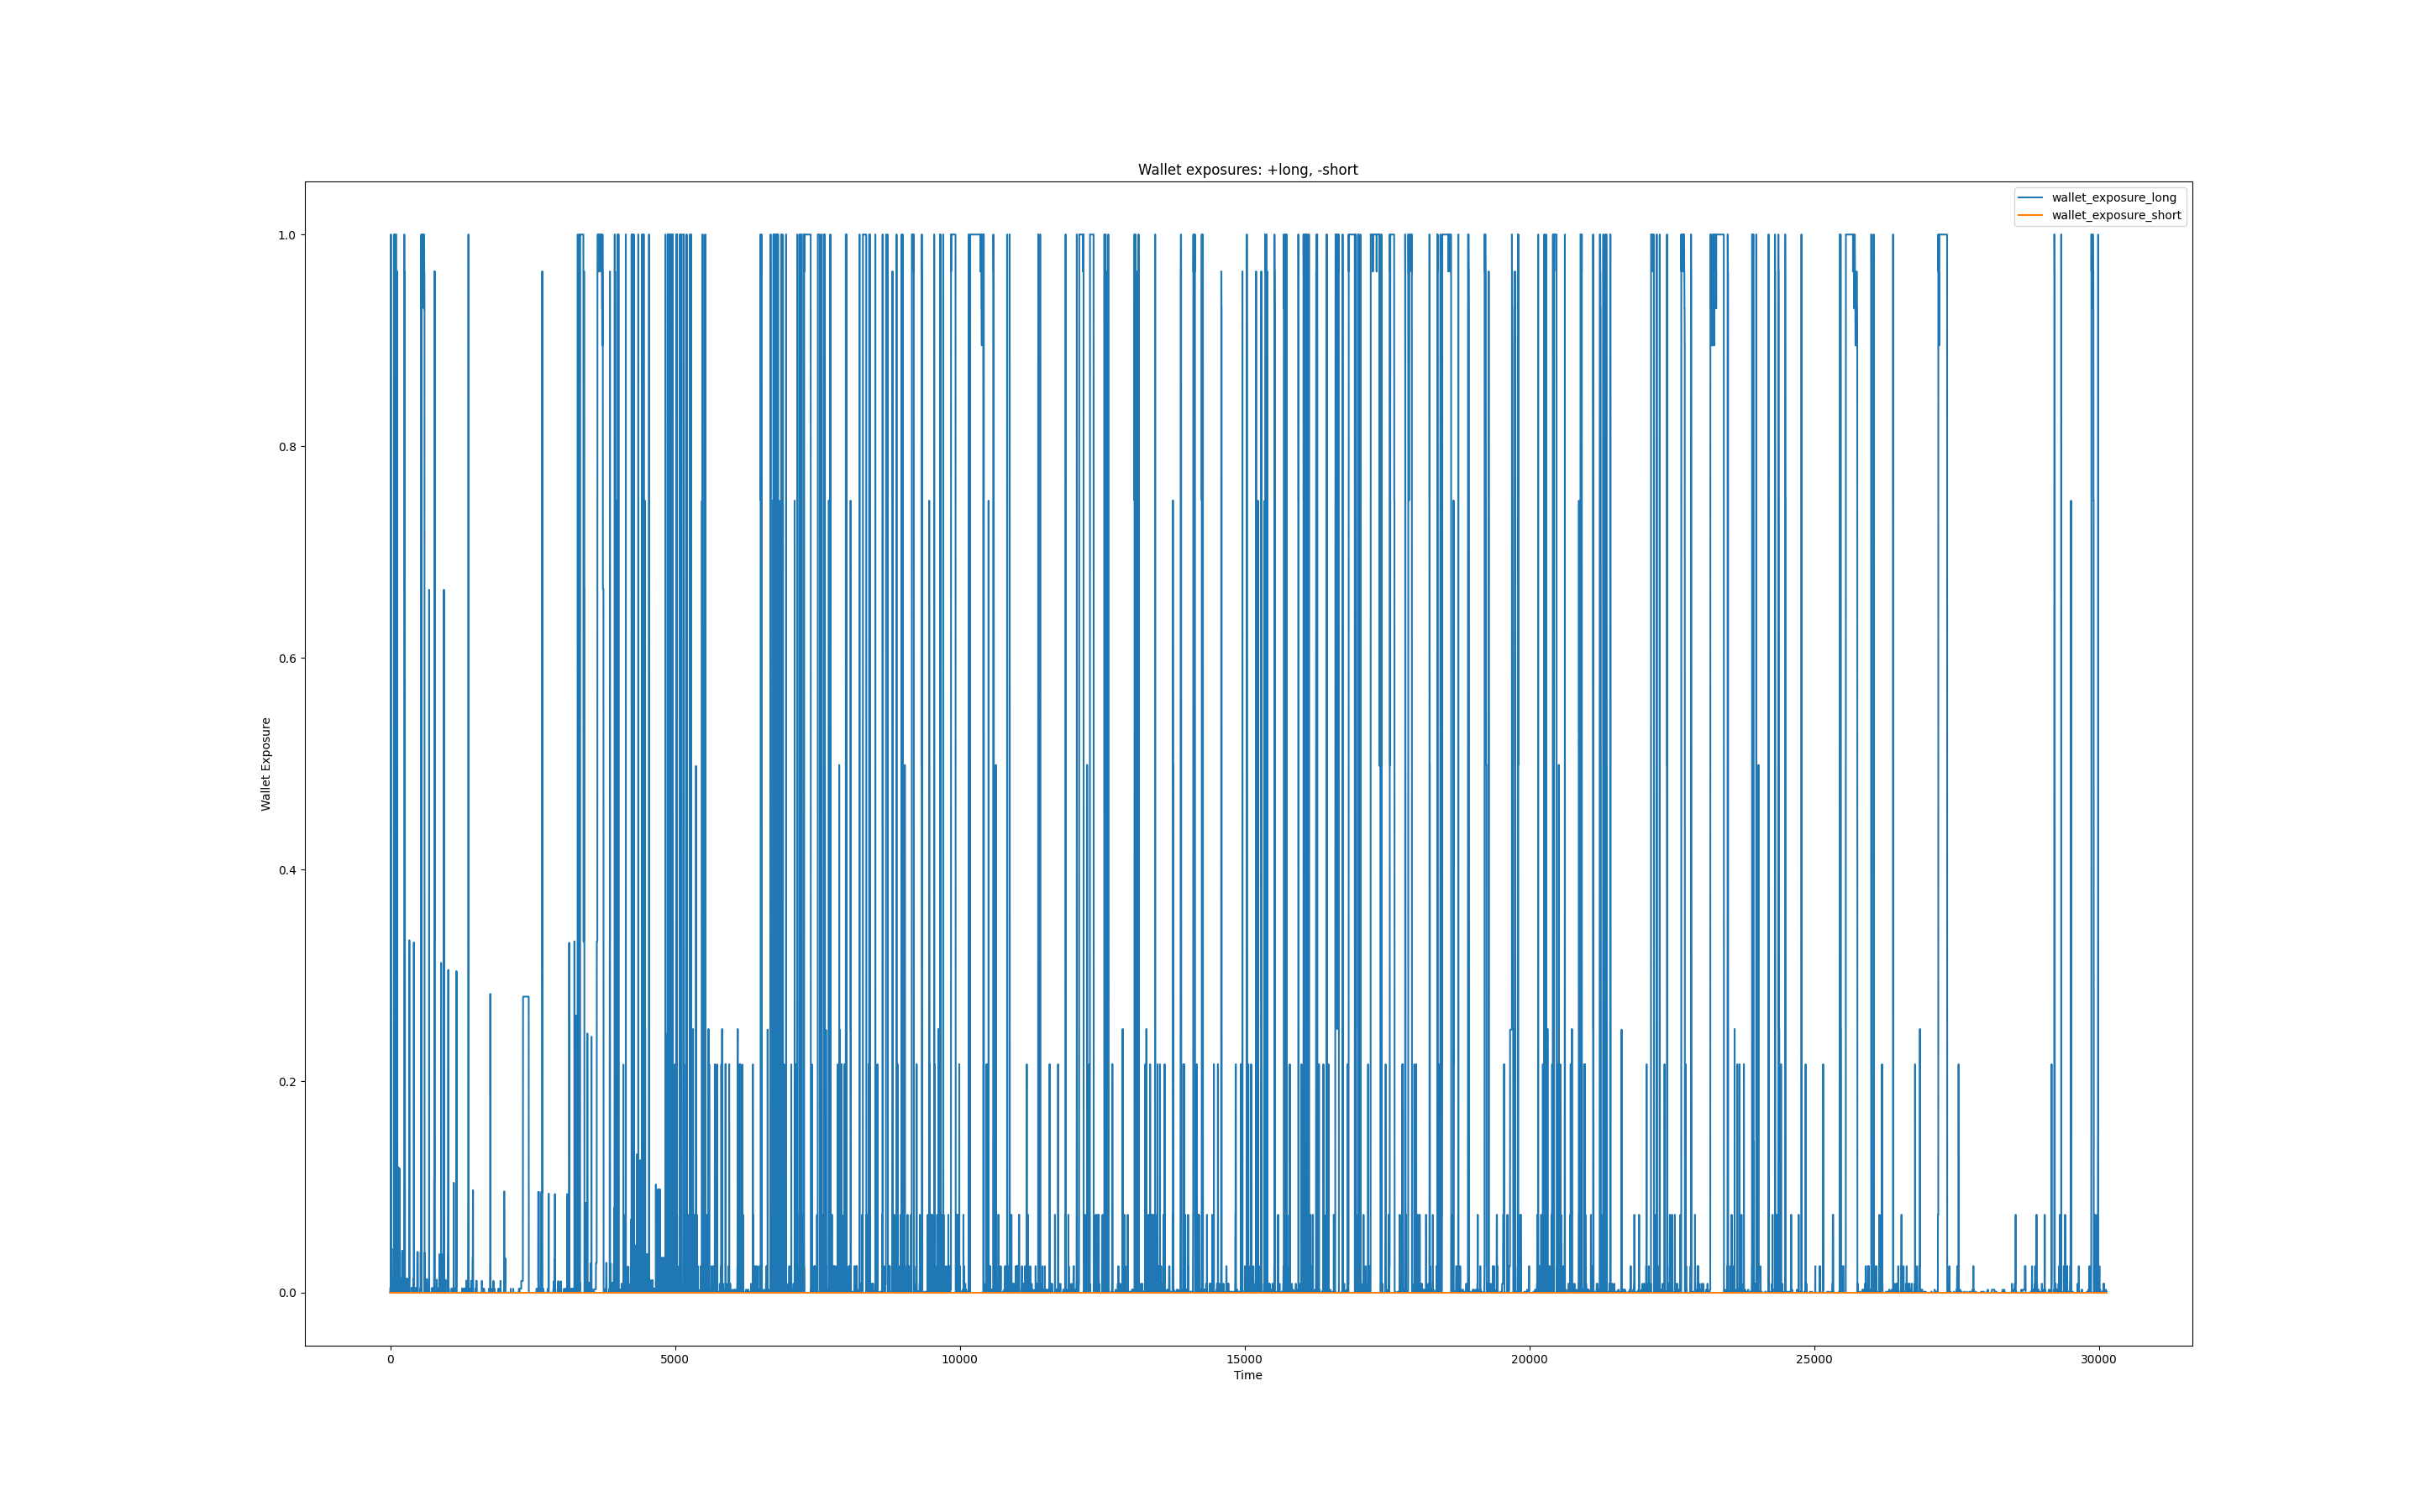 Wallet exposures: +long, -short
wallet_exposure_long
wallet_exposure_short
1.0
0.8
0.6
0.4
0.2
0.0
Wallet Exposure
0
5000
10000
15000
20000
25000
30000
Time